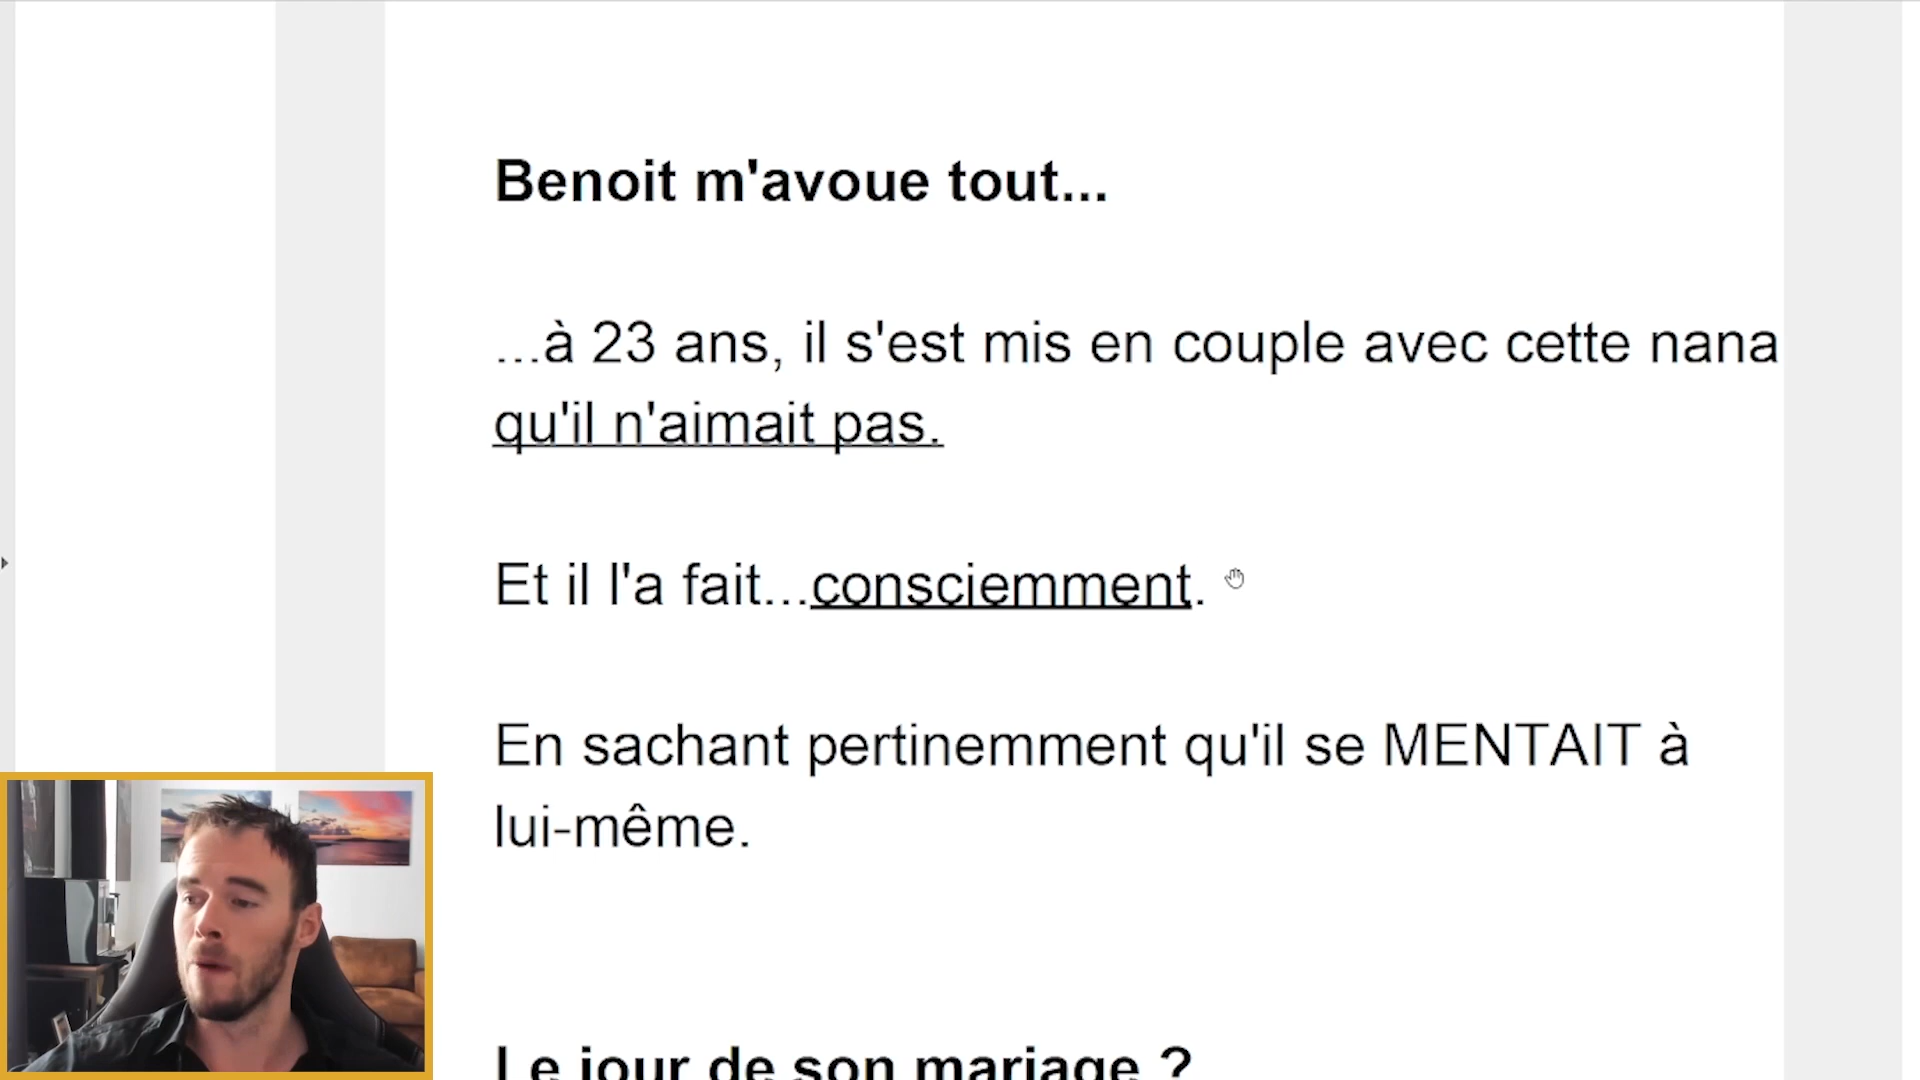 Benoit m'avoue tout...
...à 23 ans, il s'est mis en couple avec cette nana
qu'il n'aimait pas.
Et il l'a fait...consciemment.
En sachant pertinemment qu'il se MENTAIT à
lui-même.
Le jour de son mariage ?